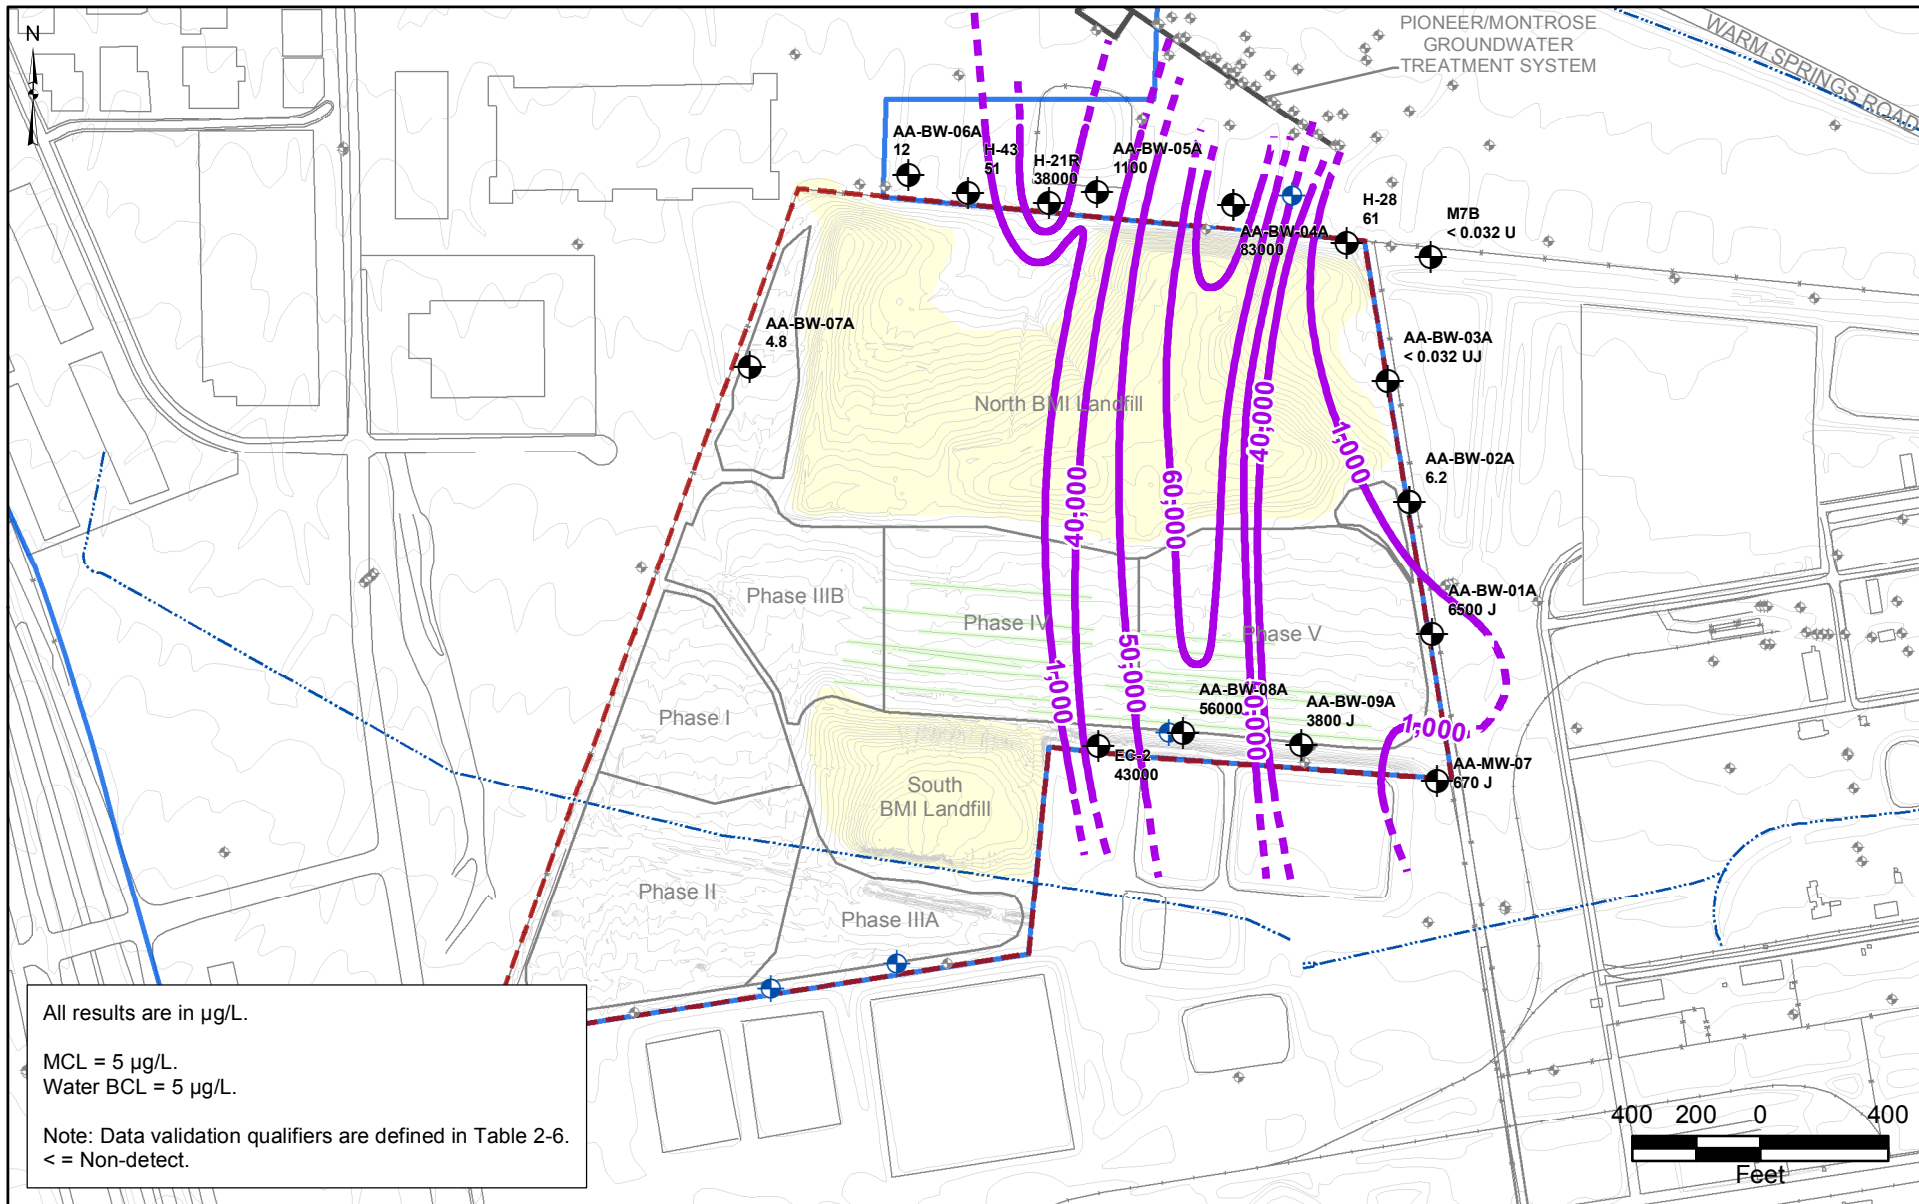 N
PIONEER/MONTROSE
GROUNDWATER
TREATMENT SYSTEM
WARM SPRINGS ROAD
AA-BW-06A
12
H-43
51
H-21R
38000
AA-BW-05A
1100
AA-BW-04A
83000
H-28
61
M7B
< 0.032 U
AA-BW-07A
4.8
AA-BW-03A
< 0.032 UJ
North BMI Landfill
40,000
1,000
AA-BW-02A
6.2
40,000
60,000
Phase IIIB
Phase IV
Phase V
AA-BW-01A
6500 J
1,000
50,000
Phase I
AA-BW-08A
56000
AA-BW-09A
3800 J
1,000
EC-2
43000
AA-MW-07
670 J
South
BMI Landfill
Phase II
Phase IIIA
All results are in µg/L.
MCL = 5 µg/L.
Water BCL = 5 µg/L.
Note: Data validation qualifiers are defined in Table 2-6.
< = Non-detect.
400 200 0 400
Feet